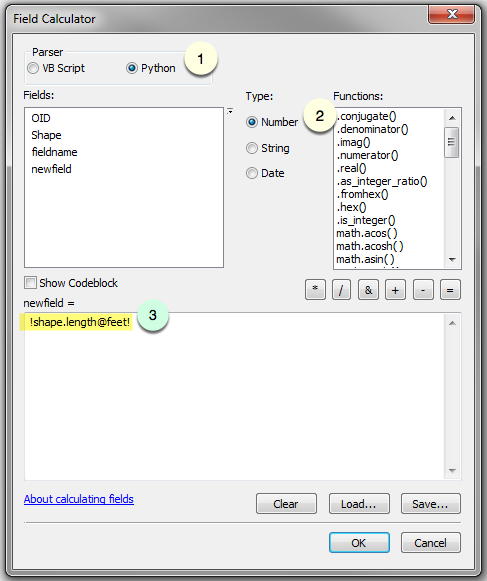 Field Calculator
Parser
VB Script
Python
1
Fields:
OID
Shape
fieldname
newfield
Type:
Number
String
Date
2
Functions:
.conjugate()
.denominator()
.imag()
.numerator()
.real()
.as_integer_ratio()
.fromhex()
.hex()
.is_integer()
math.acos( )
math.acosh( )
math.asin( )
Show Codeblock
* / & + - =
newfield =
!shape.length@feet!
3
About calculating fields
Clear
Load...
Save...
OK
Cancel